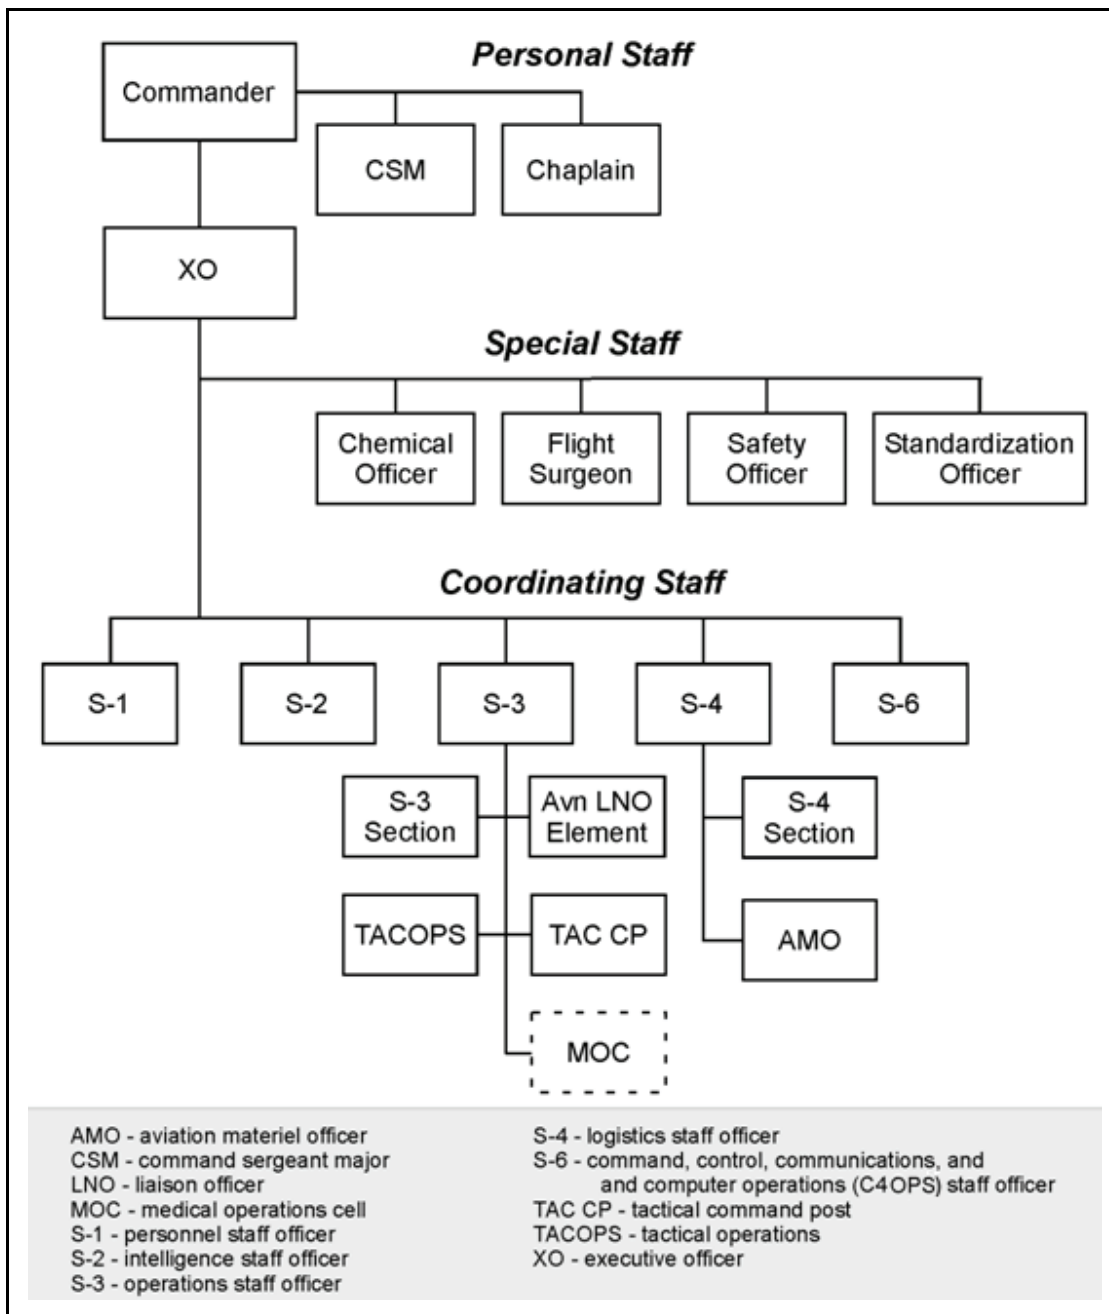 Personal Staff
Commander
CSM
Chaplain
XO
Special Staff
Chemical
Officer
Flight
Surgeon
Safety
Officer
Standardization
Officer
Coordinating Staff
S-1
S-2
S-3
S-4
S-6
S-3
Section
Avn LNO
Element
S-4
Section
TACOPS
TAC CP
AMO
MOC
AMO - aviation materiel officer
CSM - command sergeant major
LNO - liaison officer
MOC - medical operations cell
S-1 - personnel staff officer
S-2 - intelligence staff officer
S-3 - operations staff officer
S-4 - logistics staff officer
S-6 - command, control, communications, and
and computer operations (C4OPS) staff officer
TAC CP - tactical command post
TACOPS - tactical operations
XO - executive officer